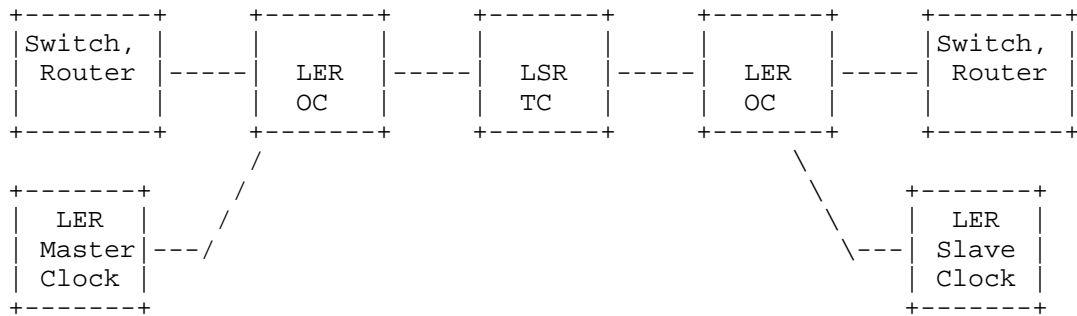 +--------+     +-------+     +-------+     +-------+     +--------+
|Switch, |     |       |     |       |     |       |     |Switch, |
| Router |-----|  LER  |-----|  LSR  |-----|  LER  |-----| Router |
|        |     |  OC   |     |  TC   |     |  OC   |     |        |
+--------+     +-------+     +-------+     +-------+     +--------+
               /                                 \
+-------+     /                                   \     +-------+
|  LER  |    /                                     \    |  LER  |
| Master|---/                                       \---| Slave |
| Clock |                                               | Clock |
+-------+                                               +-------+